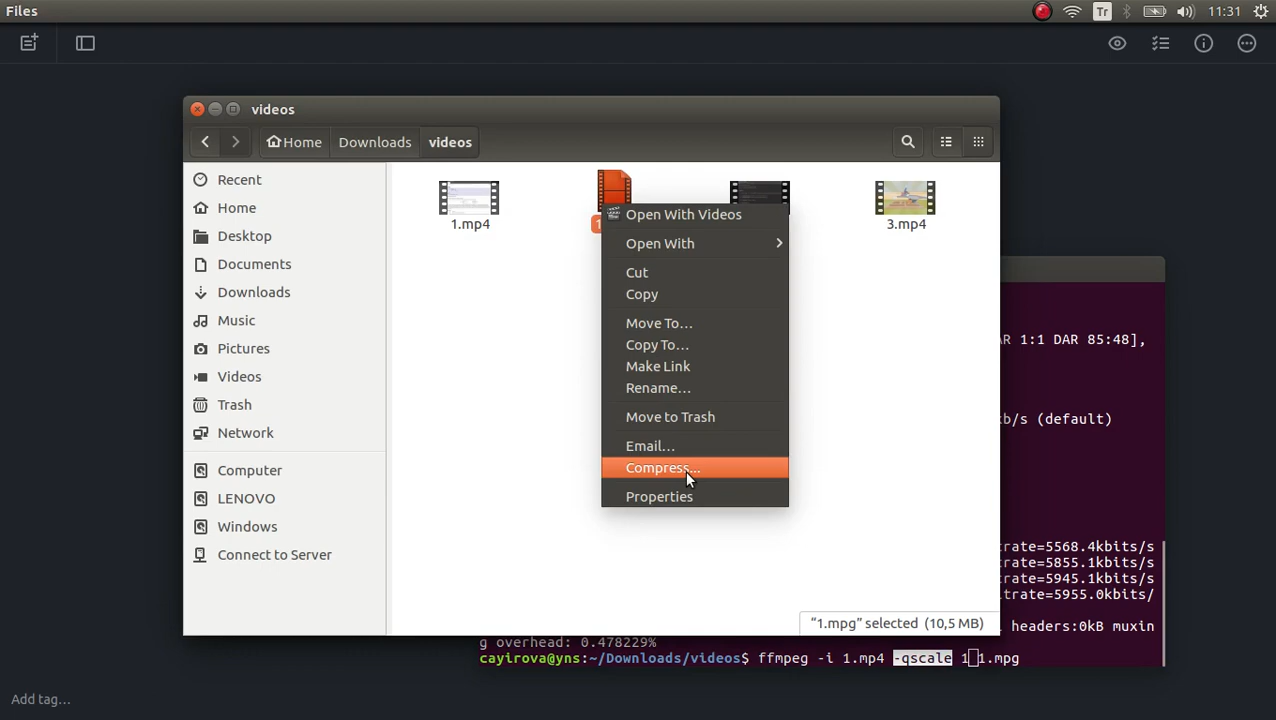 Files
Tr
11:31
videos
Home
Downloads
videos
Recent
Home
Desktop
Documents
Downloads
Music
Pictures
Videos
Trash
Network
Computer
LENOVO
Windows
Connect to Server
1.mp4
3.mp4
Open With Videos
Open With
Cut
Copy
Move To…
Copy To…
Make Link
Rename…
Move to Trash
Email…
Compress…
Properties
"1.mpg" selected (10,5 MB)
AR 1:1 DAR 85:48],
kb/s (default)
trate=5568.4kbits/s
trate=5855.1kbits/s
trate=5945.1kbits/s
ltrate=5955.0kbits/
l headers:0kB muxin
g overhead: 0.478229%
cayirova@yns:~/Downloads/videos$ ffmpeg -i 1.mp4 -qscale 1 1.mpg
Add tag…